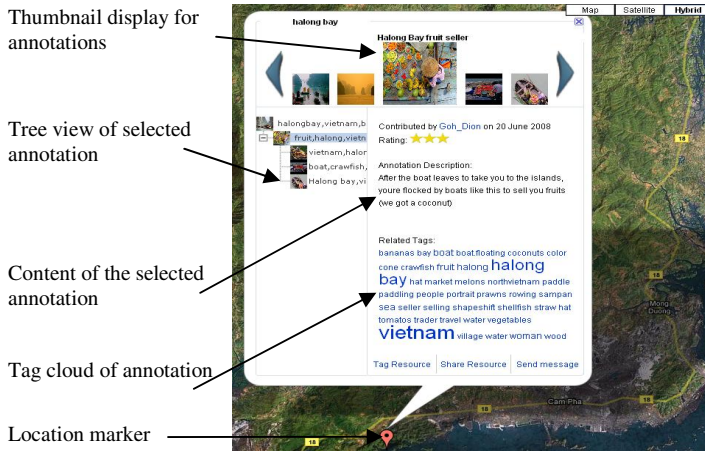 Thumbnail display for
annotations
Tree view of selected
annotation
Content of the selected
annotation
Tag cloud of annotation
Location marker
Map
Satellite
Hybrid
halong bay
Halong Bay fruit seller
halongbay,vietnam,b
fruit,halong,vietn
vietnam,halor
boat,crawfish,
Halong bay,vi
Contributed by Goh_Dion on 20 June 2008
Rating:
Annotation Description:
After the boat leaves to take you to the islands,
youre flocked by boats like this to sell you fruits
(we got a coconut)
Related Tags:
bananas bay boat boat.floating coconuts color
cone crawfish fruit halong halong
bay hat market melons northvietnam paddle
paddling people portrait prawns rowing sampan
sea seller selling shapeshift shellfish straw hat
tomatos trader travel water vegetables
vietnam village water woman wood
Tag Resource
Share Resource
Send message
18
18
Mong
Duong
Cam Pha
18
18